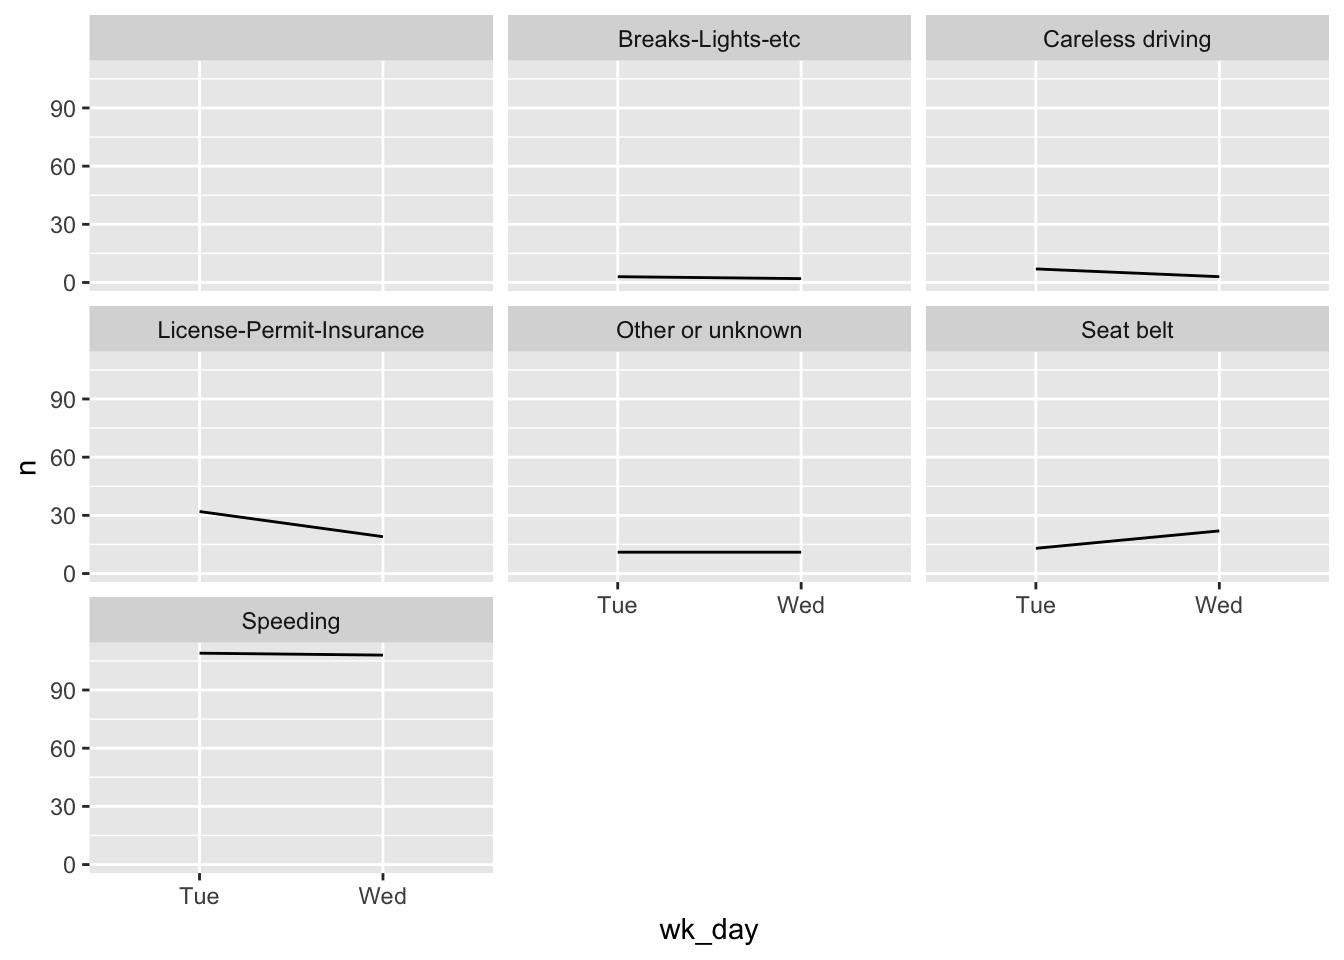 Breaks-Lights-etc
Careless driving
90
60
30
0
License-Permit-Insurance
Other or unknown
Seat belt
90
60
30
0
Tue Wed
Tue Wed
Speeding
90
60
30
0
Tue Wed
n
wk_day